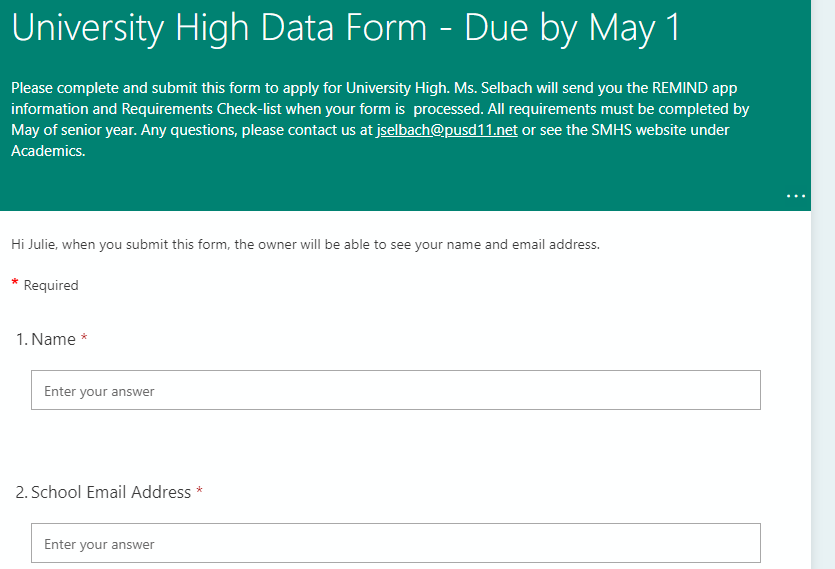 University High Data Form - Due by May 1
Please complete and submit this form to apply for University High. Ms. Selbach will send you the REMIND app
information and Requirements Check-list when your form is  processed. All requirements must be completed by
May of senior year. Any questions, please contact us at jselbach@pusd11.net or see the SMHS website under
Academics.
...
Hi Julie, when you submit this form, the owner will be able to see your name and email address.
* Required
1. Name *
Enter your answer
2. School Email Address *
Enter your answer